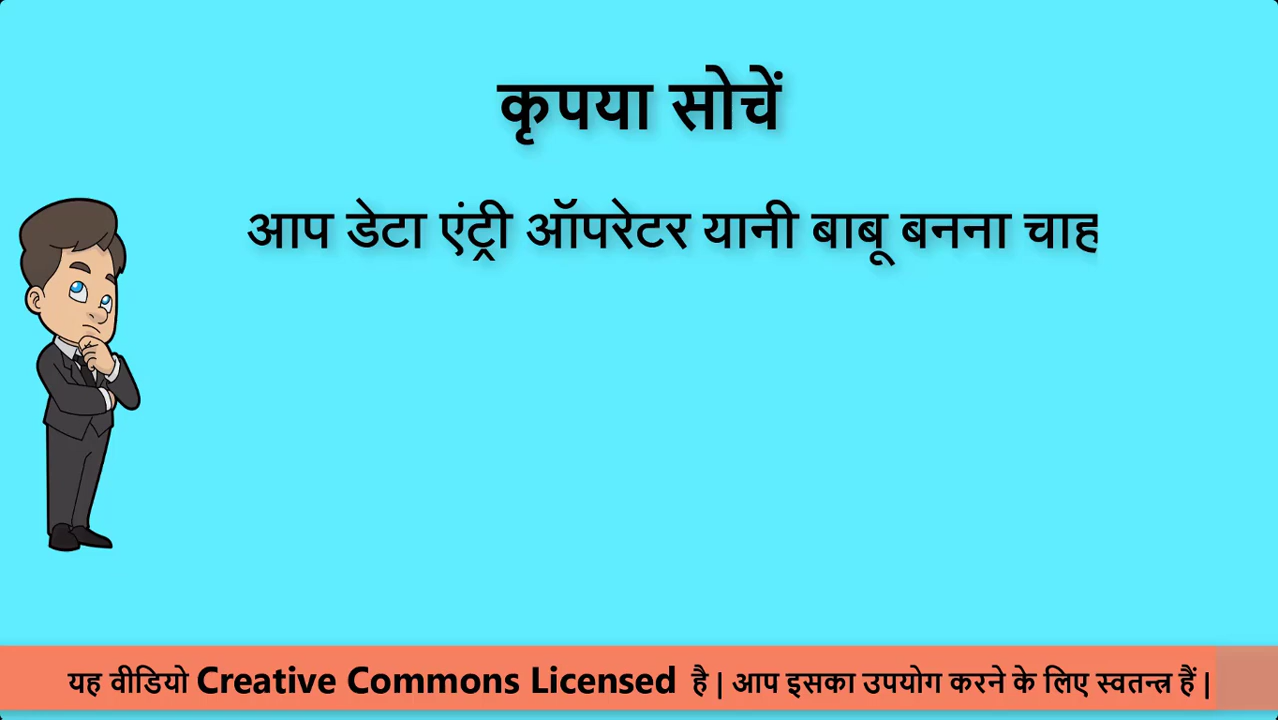 कृपया सोचें
आप डेटा एंट्री ऑपरेटर यानी बाबू बनना चाह
यह वीडियो Creative Commons Licensed है | आप इसका उपयोग करने के लिए स्वतन्त्र हैं |